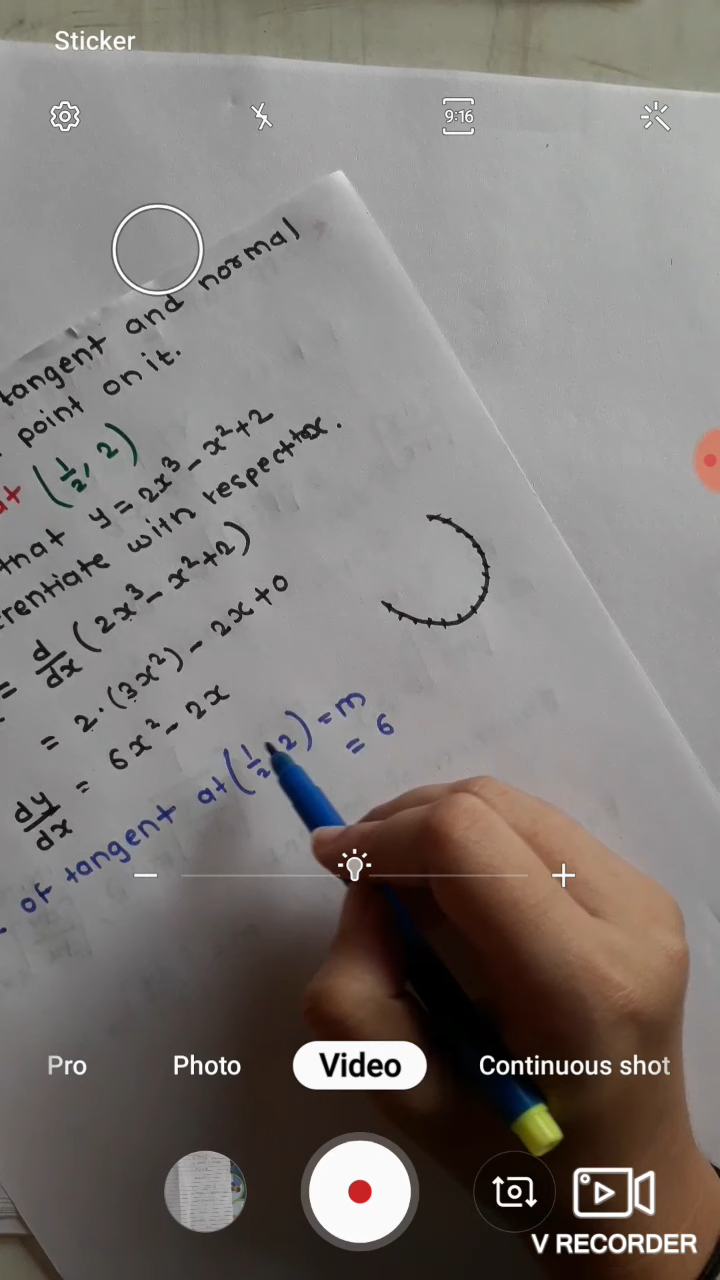 Sticker
9:16
tangent and normal
point on it.
at (1/2, 2)
that y = 2x³ - x² + 2
erentiate with respect to x.
= d/dx (2x³ - x² + 2)
= 2·(3x²) - 2x + 0
dy/dx = 6x² - 2x
of tangent at (1/2, 2) = m
= 6
Pro Photo Video Continuous shot
V RECORDER